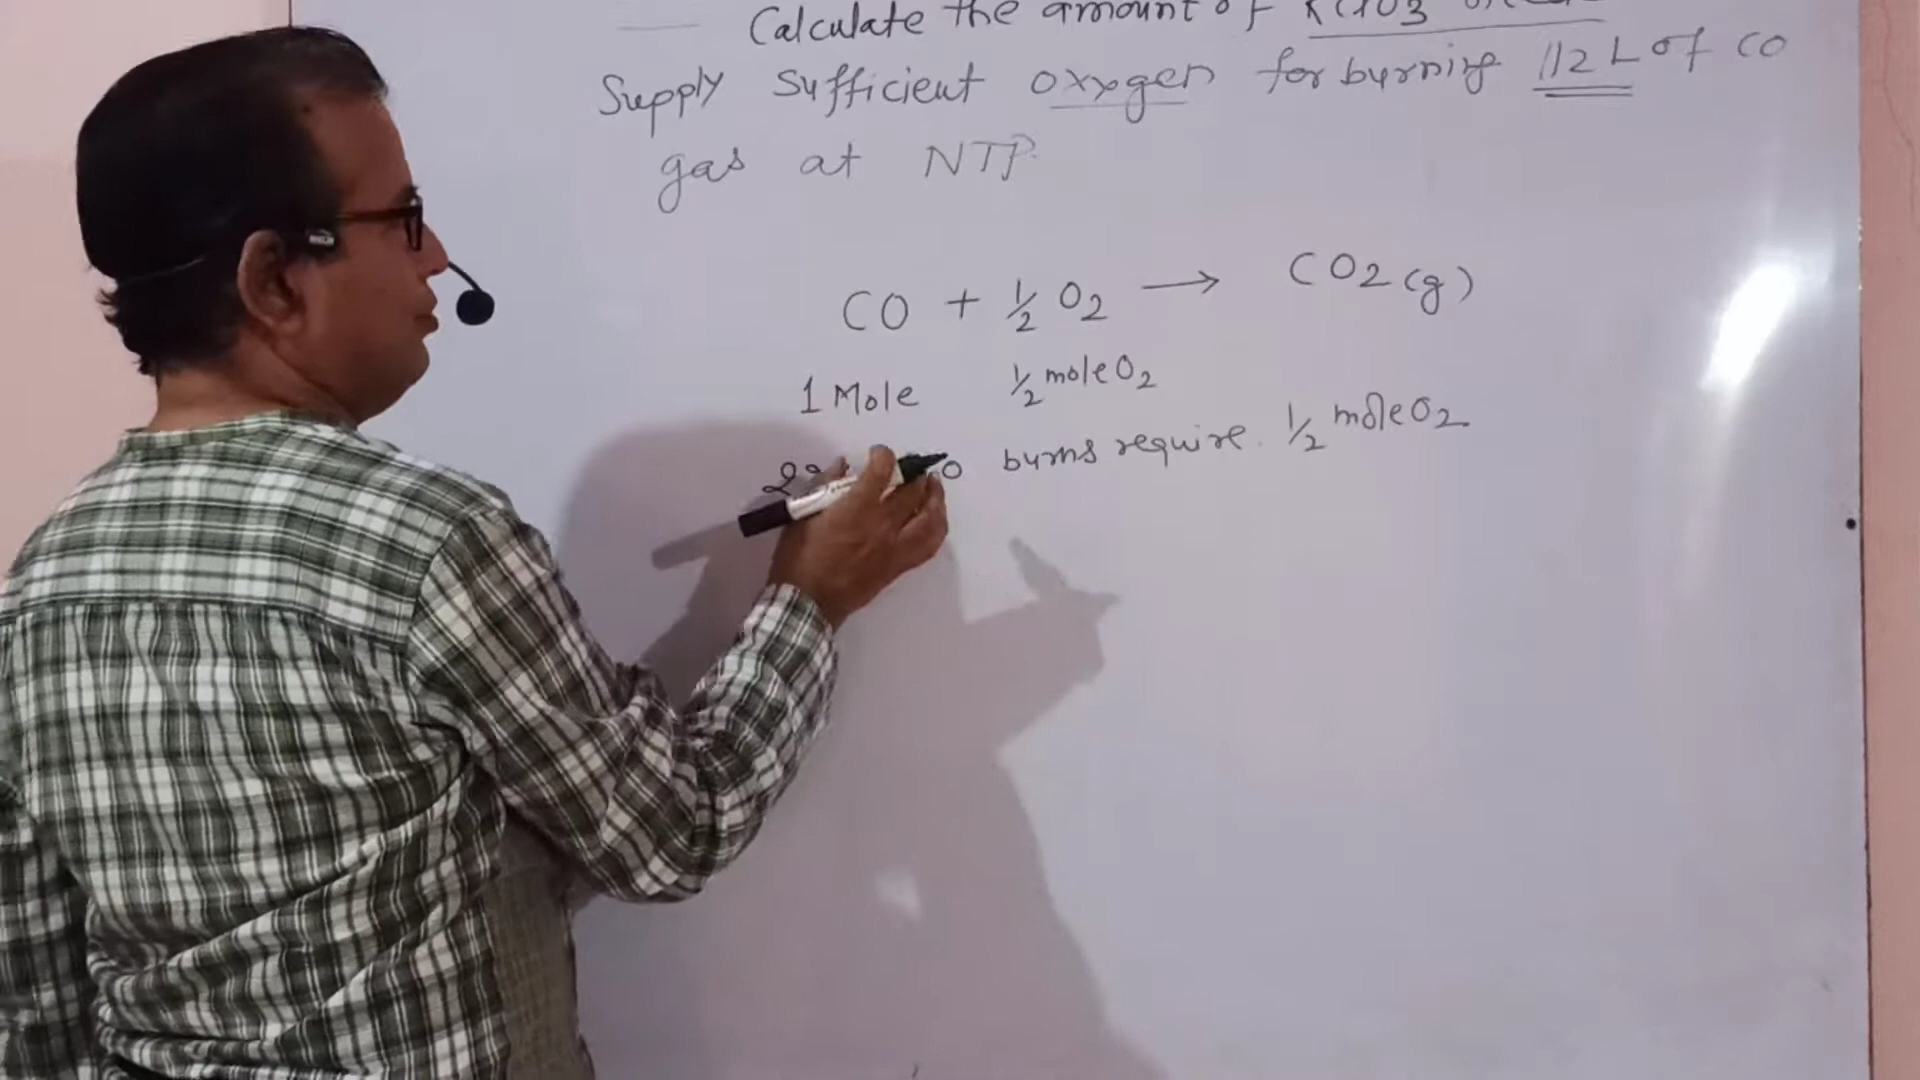 Calculate the amount of KClO3
Supply Sufficient oxygen for burning 112 L of CO
gas at NTP.
CO + 1/2 O2 → CO2 (g)
1 Mole 1/2 mole O2
burns require. 1/2 mole O2